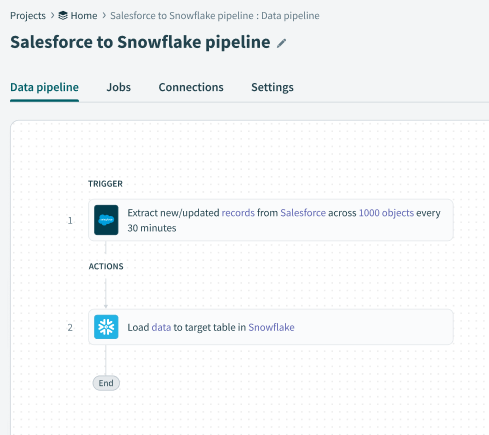 Projects > Home > Salesforce to Snowflake pipeline : Data pipeline
Salesforce to Snowflake pipeline
Data pipeline Jobs Connections Settings
TRIGGER
1 Extract new/updated records from Salesforce across 1000 objects every
30 minutes
ACTIONS
2 Load data to target table in Snowflake
End